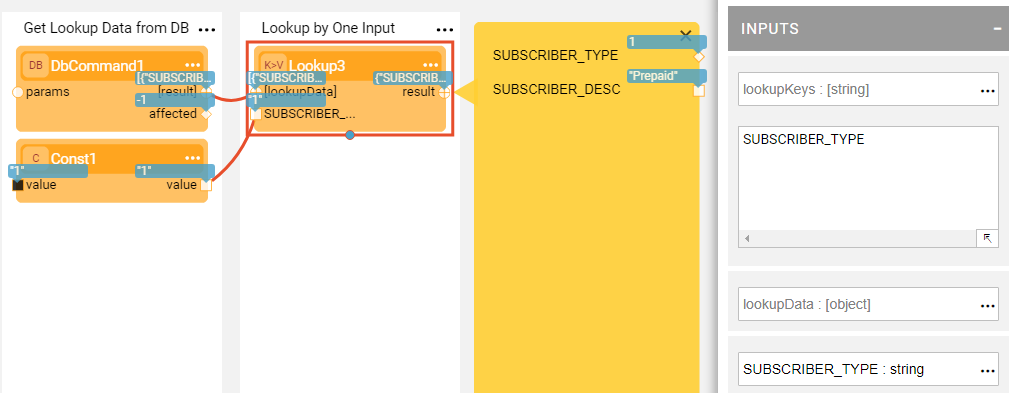 Get Lookup Data from DB
Lookup by One Input
DB DbCommand1
[{"SUBSCRIB...
params
[result]
-1
affected
C Const1
"1"
"1"
value
value
K>V Lookup3
[{"SUBSCRIB...
{"SUBSCRIB...
[lookupData]
result
"1"
SUBSCRIBER_...
1
SUBSCRIBER_TYPE
"Prepaid"
SUBSCRIBER_DESC
INPUTS
lookupKeys : [string]
SUBSCRIBER_TYPE
lookupData : [object]
SUBSCRIBER_TYPE : string